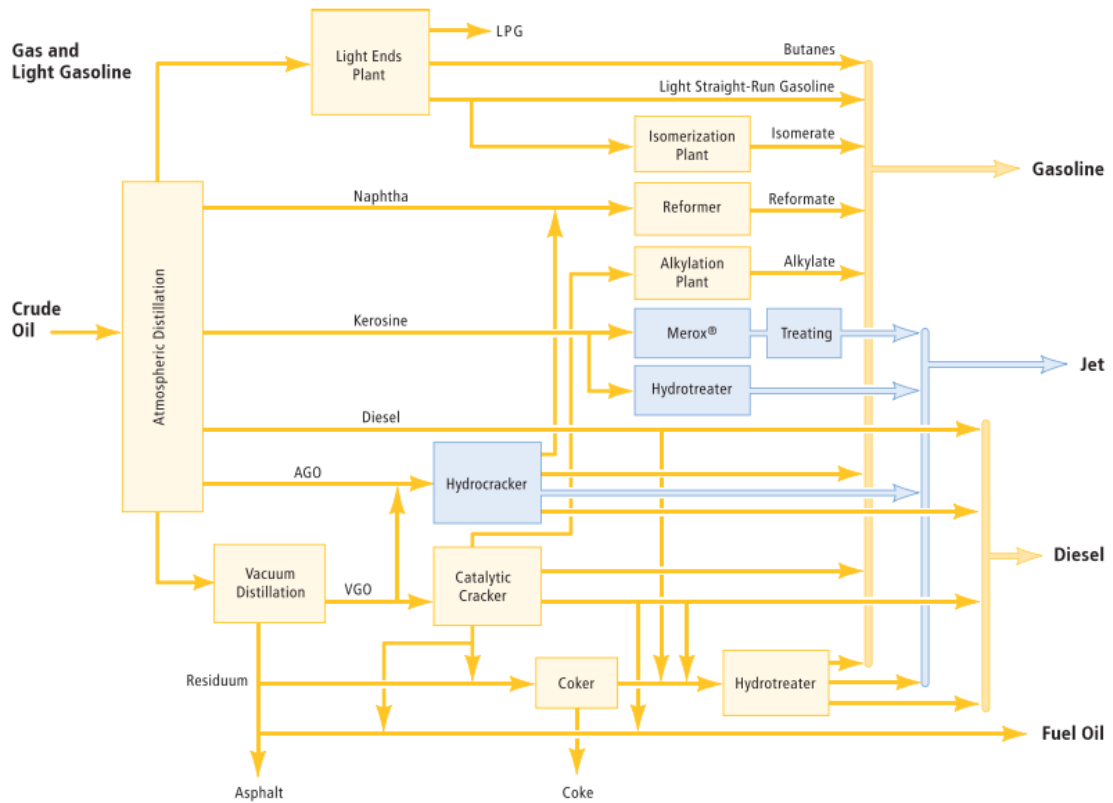 Gas and
Light Gasoline
Light Ends
Plant
LPG
Butanes
Light Straight-Run Gasoline
Isomerization
Plant
Isomerate
Gasoline
Naphtha
Reformer
Reformate
Alkylation
Plant
Alkylate
Crude
Oil
Atmospheric Distillation
Kerosine
Merox®
Treating
Jet
Hydrotreater
Diesel
AGO
Hydrocracker
Diesel
Vacuum
Distillation
VGO
Catalytic
Cracker
Residuum
Coker
Hydrotreater
Fuel Oil
Asphalt
Coke